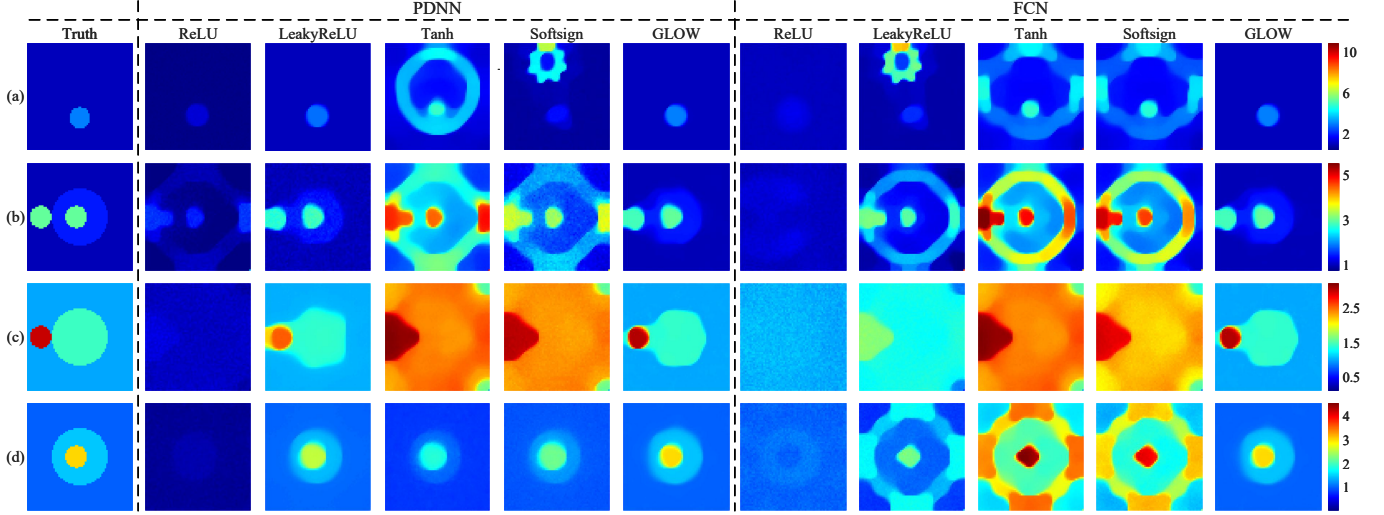 PDNN FCN
Truth ReLU LeakyReLU Tanh Softsign GLOW ReLU LeakyReLU Tanh Softsign GLOW
(a) 10
6
2
(b) 5
3
1
(c) 2.5
1.5
0.5
(d) 4
3
2
1